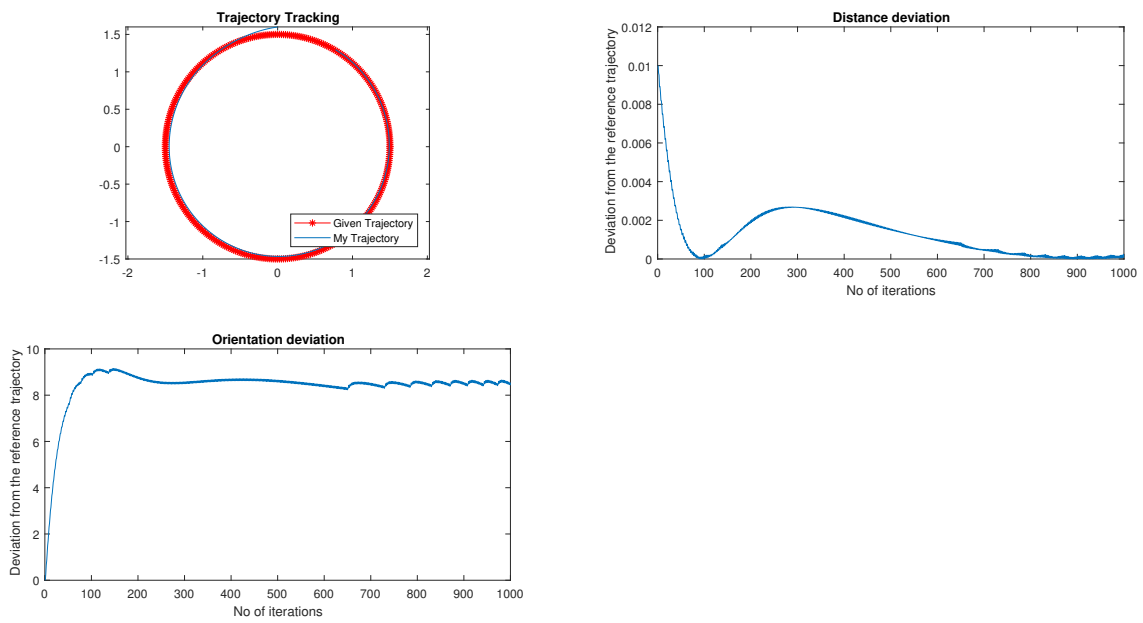 Trajectory Tracking
1.5
1
0.5
0
-0.5
-1
-1.5
-2
-1
0
1
2
Given Trajectory
My Trajectory
Distance deviation
Deviation from the reference trajectory
0.012
0.01
0.008
0.006
0.004
0.002
0
0 100 200 300 400 500 600 700 800 900 1000
No of iterations
Orientation deviation
Deviation from the reference trajectory
10
8
6
4
2
0
0 100 200 300 400 500 600 700 800 900 1000
No of iterations